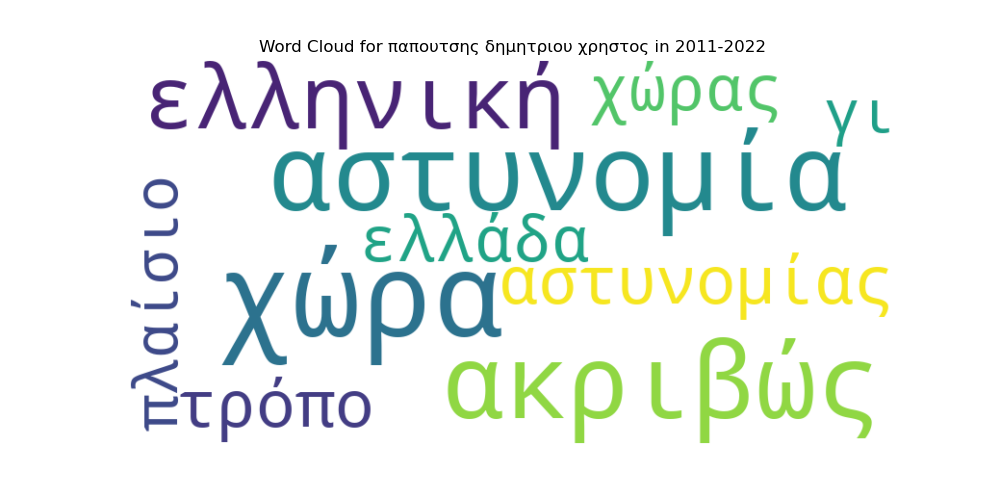 Word Cloud for παπουτσης δημητριου χρηστος in 2011-2022
ελληνική
χώρας
γι
αστυνομία
πλαίσιο
ελλάδα
αστυνομίας
χώρα
ακριβώς
τρόπο